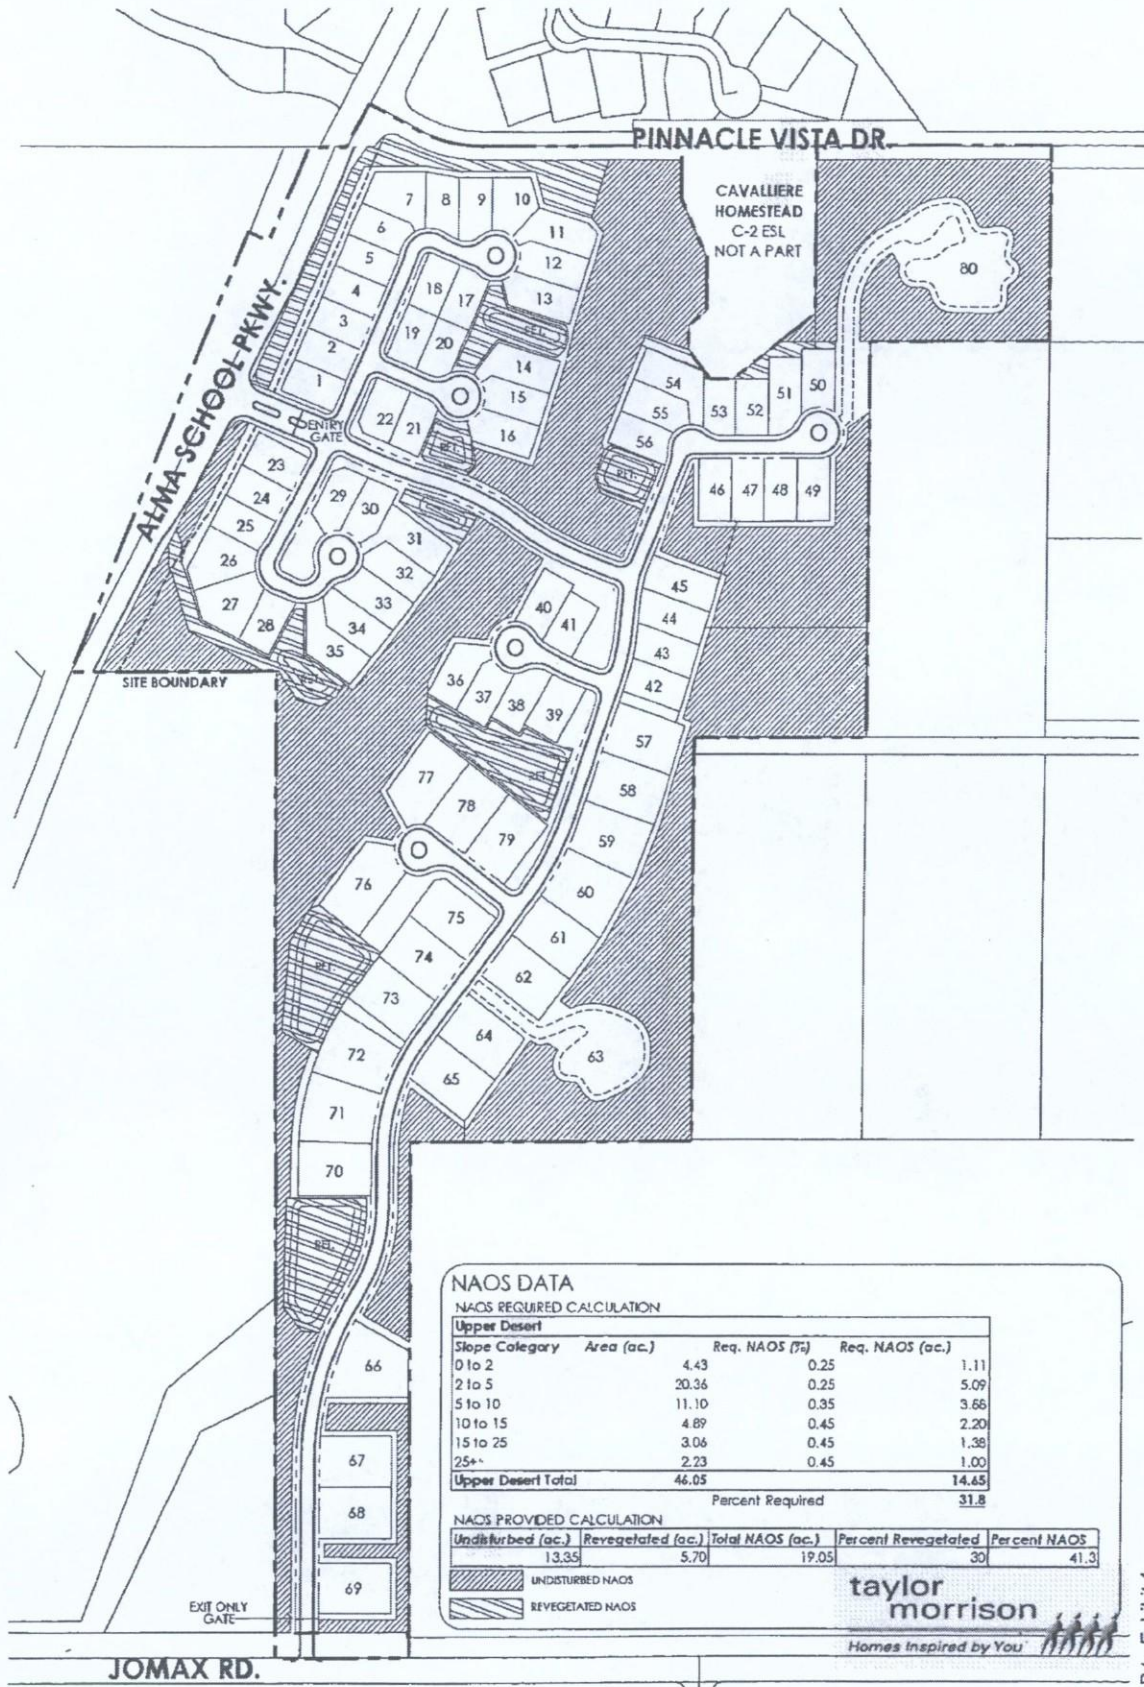 PINNACLE VISTA DR.
CAVALLIERE
HOMESTEAD
C-2 ESL
NOT A PART
ALMA SCHOOL PKWY.
7
8
9
10
6
11
5
12
4
18
17
13
80
3
19
20
RET.
2
14
1
15
54
51
50
22
21
16
55
53
52
ENTRY
GATE
56
RET.
RET.
23
24
29
30
46
47
48
49
25
31
26
32
27
28
33
34
35
40
41
45
44
43
42
RET.
SITE BOUNDARY
36
37
38
39
57
77
RET.
58
78
79
59
76
60
75
61
74
62
RET.
73
64
63
72
65
71
70
RET.
66
67
68
69
EXIT ONLY
GATE
JOMAX RD.
NAOS DATA
NAOS REQUIRED CALCULATION
Upper Desert
Slope Category Area (ac.) Req. NAOS (%) Req. NAOS (ac.)
0 to 2 4.43 0.25 1.11
2 to 5 20.36 0.25 5.09
5 to 10 11.10 0.35 3.88
10 to 15 4.89 0.45 2.20
15 to 25 3.06 0.45 1.38
25+ 2.23 0.45 1.00
Upper Desert Total 46.05 14.65
Percent Required 31.8
NAOS PROVIDED CALCULATION
Undisturbed (ac.) Revegetated (ac.) Total NAOS (ac.) Percent Revegetated Percent NAOS
13.35 5.70 19.05 30 41.3
UNDISTURBED NAOS
REVEGETATED NAOS
taylor
morrison
Homes Inspired by You